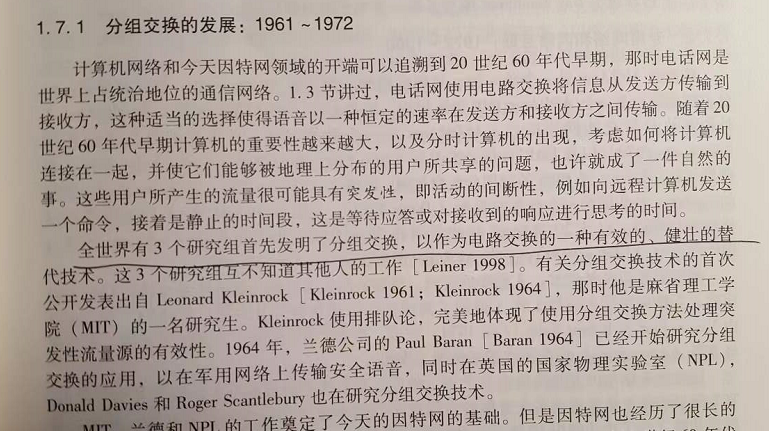 1.7.1 分组交换的发展：1961～1972
计算机网络和今天因特网领域的开端可以追溯到 20 世纪 60 年代早期，那时电话网是
世界上占统治地位的通信网络。1.3 节讲过，电话网使用电路交换将信息从发送方传输到
接收方，这种适当的选择使得语音以一种恒定的速率在发送方和接收方之间传输。随着 20
世纪 60 年代早期计算机的重要性越来越大，以及分时计算机的出现，考虑如何将计算机
连接在一起，并使它们能够被地理上分布的用户所共享的问题，也许就成了一件自然的
事。这些用户所产生的流量很可能具有突发性，即活动的间断性，例如向远程计算机发送
一个命令，接着是静止的时间段，这是等待应答或对接收到的响应进行思考的时间。
全世界有 3 个研究组首先发明了分组交换，以作为电路交换的一种有效的、健壮的替
代技术。这 3 个研究组互不知道其他人的工作［Leiner 1998］。有关分组交换技术的首次
公开发表出自 Leonard Kleinrock［Kleinrock 1961；Kleinrock 1964］，那时他是麻省理工学
院（MIT）的一名研究生。Kleinrock 使用排队论，完美地体现了使用分组交换方法处理突
发性流量源的有效性。1964 年，兰德公司的 Paul Baran［Baran 1964］已经开始研究分组
交换的应用，以在军用网络上传输安全语音，同时在英国的国家物理实验室（NPL），
Donald Davies 和 Roger Scantlebury 也在研究分组交换技术。
MIT、兰德和 NPL 的工作奠定了今天的因特网的基础。但是因特网也经历了很长的